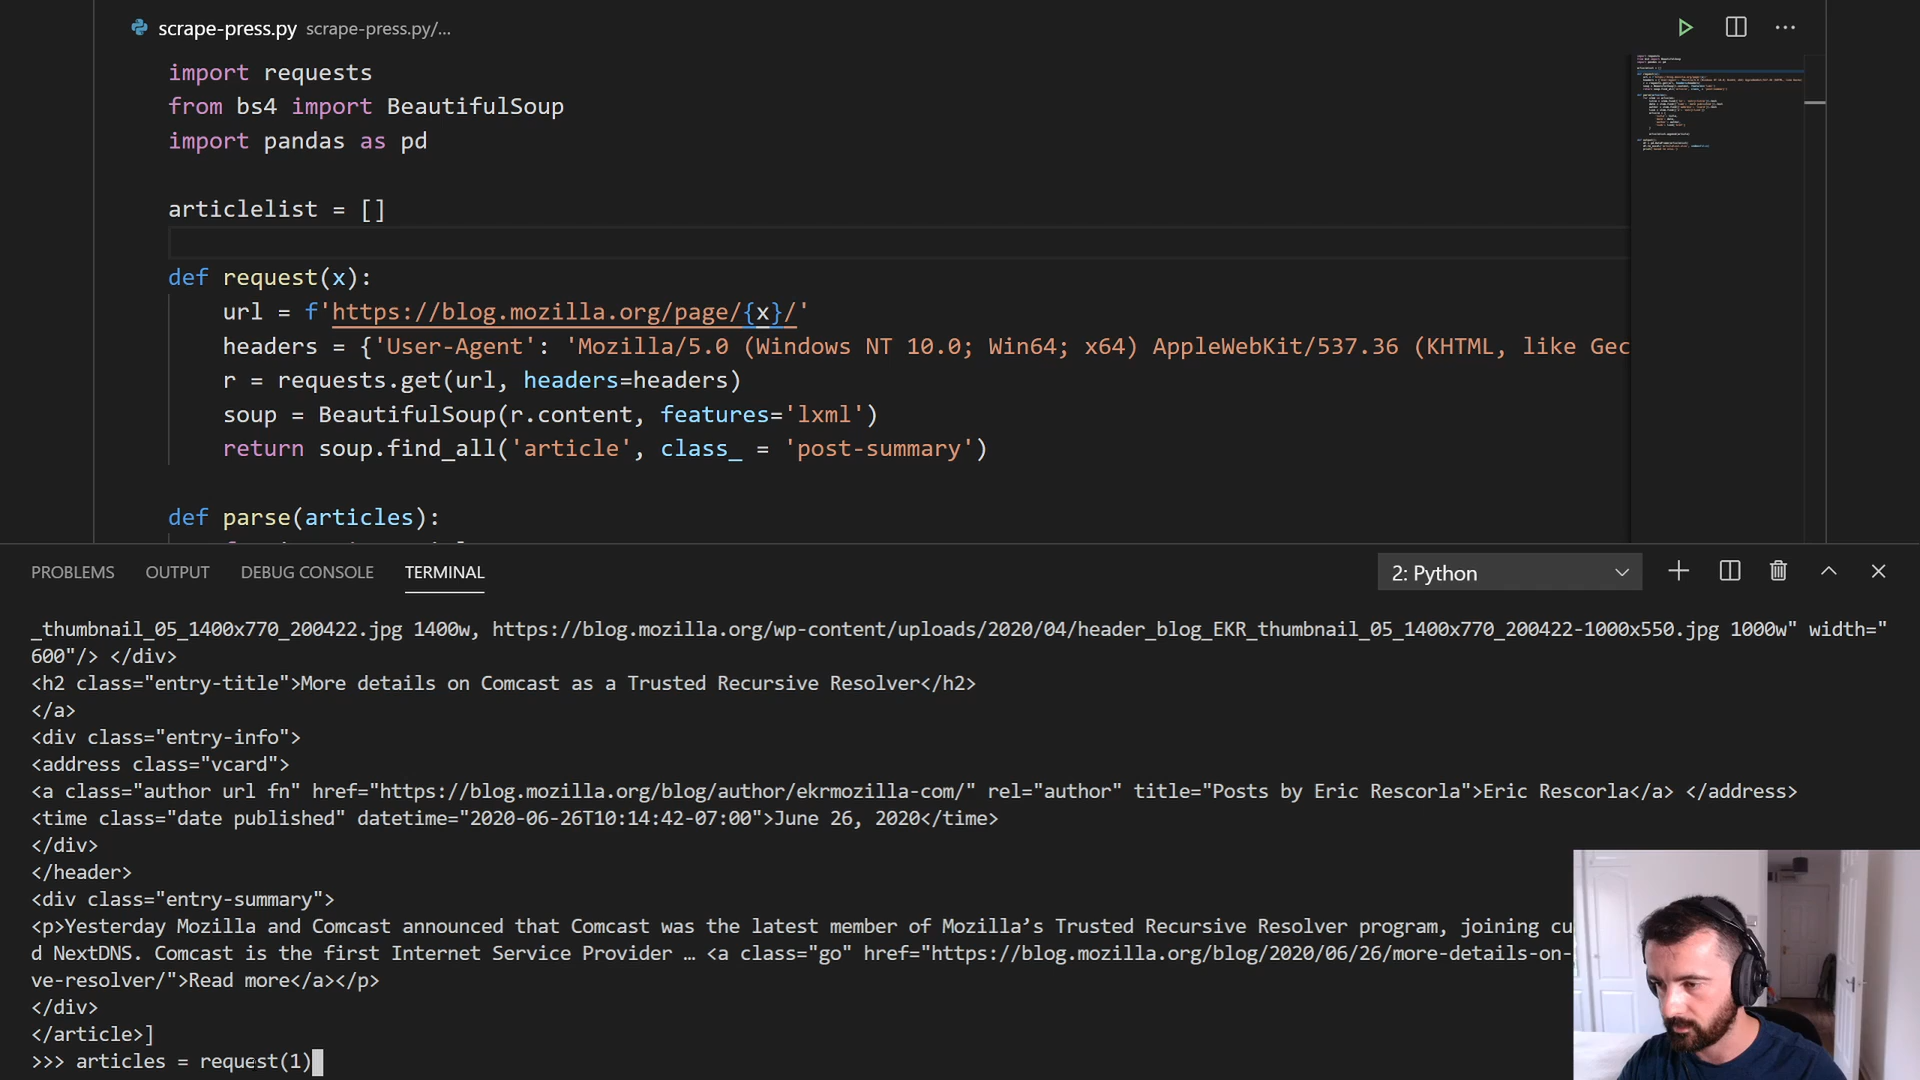 scrape-press.py scrape-press.py/...
import requests
from bs4 import BeautifulSoup
import pandas as pd
articlelist = []
def request(x):
url = f'https://blog.mozilla.org/page/{x}/'
headers = {'User-Agent': 'Mozilla/5.0 (Windows NT 10.0; Win64; x64) AppleWebKit/537.36 (KHTML, like Gec
r = requests.get(url, headers=headers)
soup = BeautifulSoup(r.content, features='lxml')
return soup.find_all('article', class_ = 'post-summary')
def parse(articles):
PROBLEMS OUTPUT DEBUG CONSOLE TERMINAL 2: Python
_thumbnail_05_1400x770_200422.jpg 1400w, https://blog.mozilla.org/wp-content/uploads/2020/04/header_blog_EKR_thumbnail_05_1400x770_200422-1000x550.jpg 1000w" width="
600"/> </div>
<h2 class="entry-title">More details on Comcast as a Trusted Recursive Resolver</h2>
</a>
<div class="entry-info">
<address class="vcard">
<a class="author url fn" href="https://blog.mozilla.org/blog/author/ekrmozilla-com/" rel="author" title="Posts by Eric Rescorla">Eric Rescorla</a> </address>
<time class="date published" datetime="2020-06-26T10:14:42-07:00">June 26, 2020</time>
</div>
</header>
<div class="entry-summary">
<p>Yesterday Mozilla and Comcast announced that Comcast was the latest member of Mozilla’s Trusted Recursive Resolver program, joining cu
d NextDNS. Comcast is the first Internet Service Provider … <a class="go" href="https://blog.mozilla.org/blog/2020/06/26/more-details-on-
ve-resolver/">Read more</a></p>
</div>
</article>]
>>> articles = request(1)